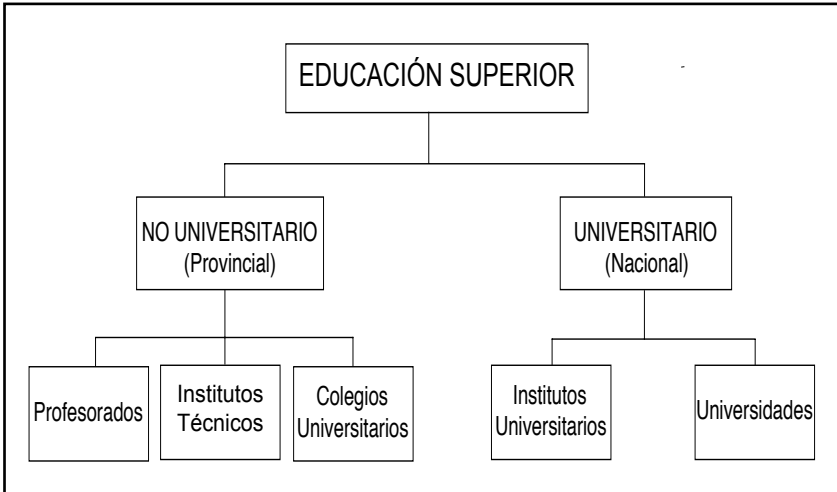 EDUCACIÓN SUPERIOR
NO UNIVERSITARIO
(Provincial)
UNIVERSITARIO
(Nacional)
Profesorados
Institutos
Técnicos
Colegios
Universitarios
Institutos
Universitarios
Universidades